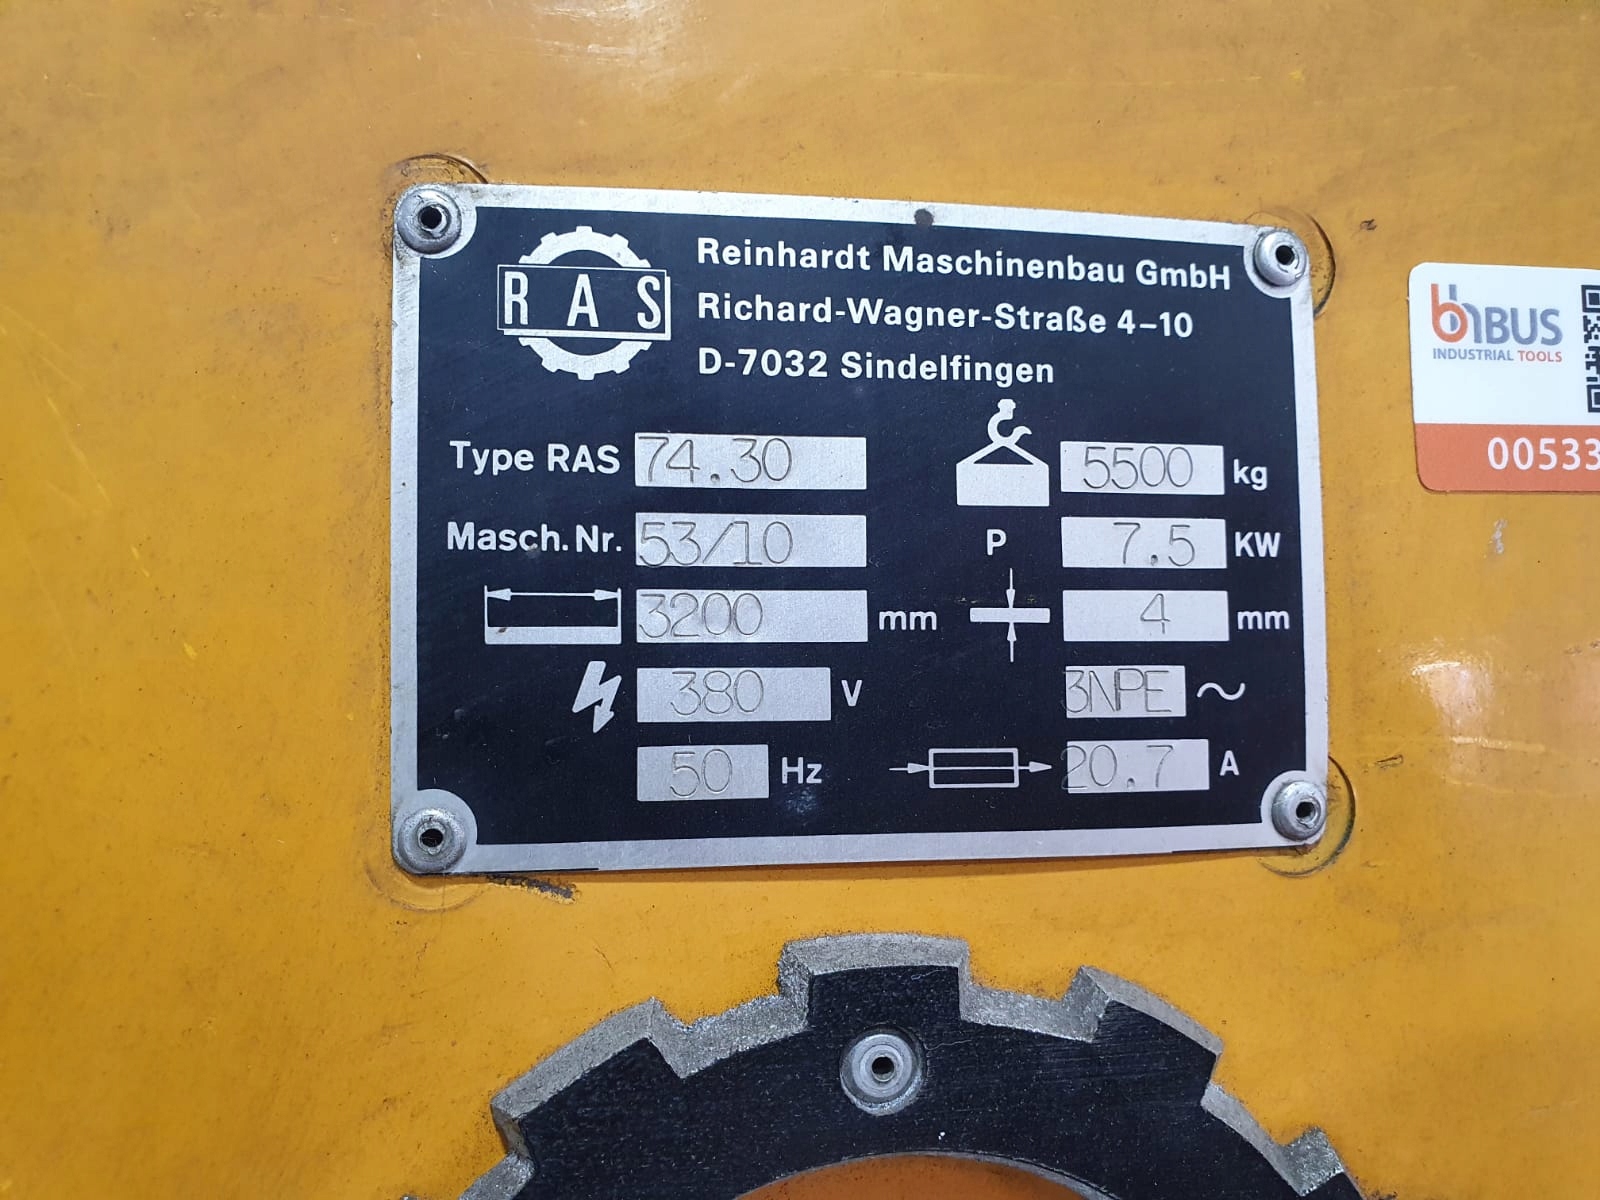 RAS
Reinhardt Maschinenbau GmbH
Richard-Wagner-Straße 4-10
D-7032 Sindelfingen
Type RAS 74.30
5500 kg
Masch.Nr. 53/10
P 7.5 KW
3200 mm
4 mm
380 V
3NPE ~
50 Hz
20.7 A
bhBUS
INDUSTRIAL TOOLS
00533